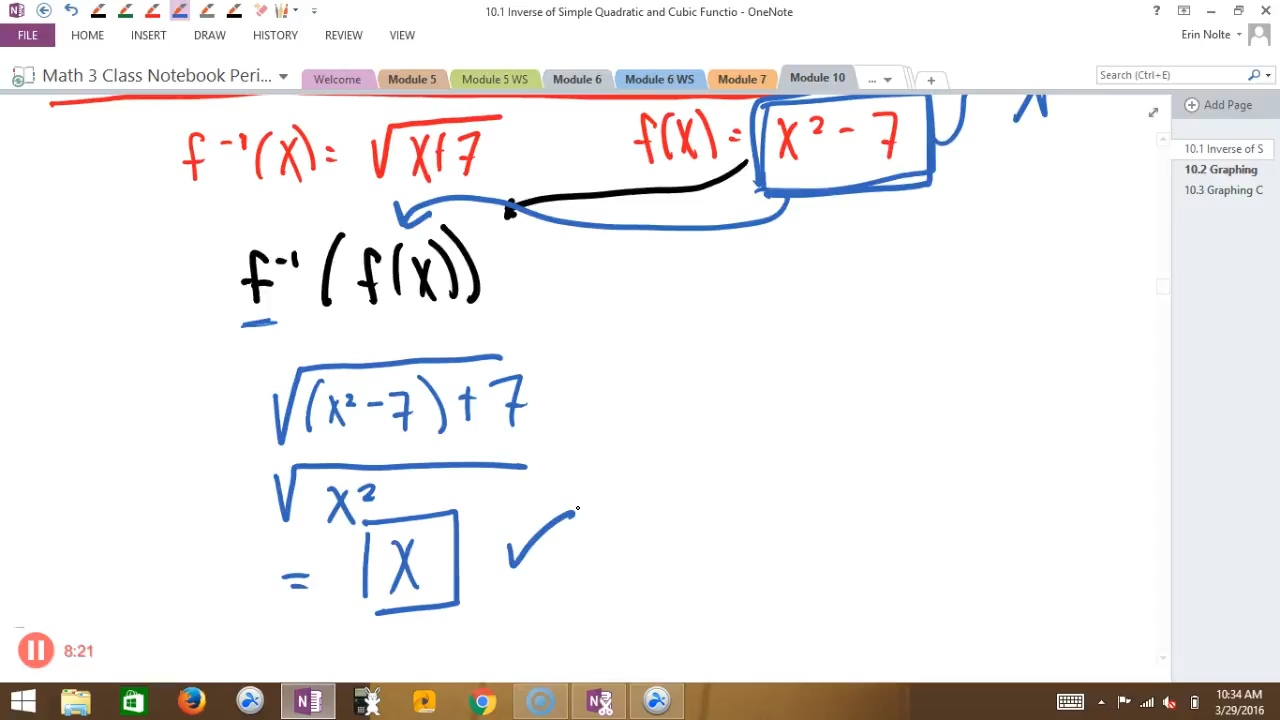 10.1 Inverse of Simple Quadratic and Cubic Functio - OneNote
?
FILE HOME INSERT DRAW HISTORY REVIEW VIEW
Erin Nolte
Math 3 Class Notebook Peri...
Welcome Module 5 Module 5 WS Module 6 Module 6 WS Module 7 Module 10 ...
Search (Ctrl+E)
Add Page
10.1 Inverse of S
10.2 Graphing
10.3 Graphing C
f⁻¹(x) = √(x+7) f(x) = x² - 7 x
f⁻¹(f(x))
√((x² - 7) + 7)
√(x²)
= x ✓
8:21
10:34 AM
3/29/2016